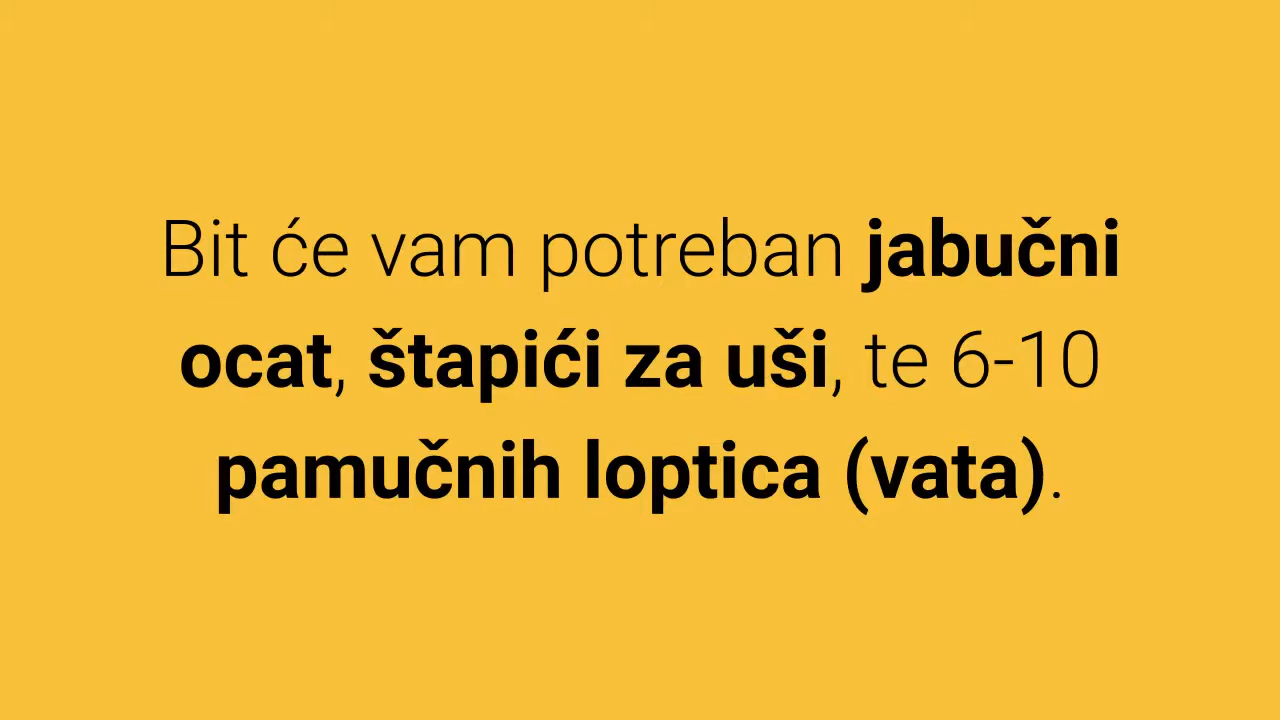 Bit će vam potreban jabučni
ocat, štapići za uši, te 6-10
pamučnih loptica (vata).